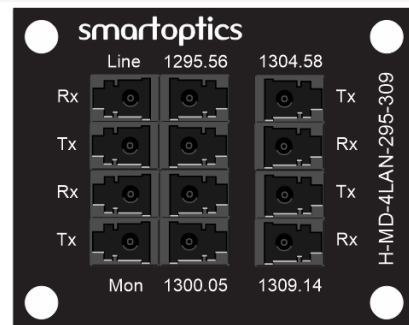 smartoptics
Line 1295.56 1304.58
Rx Tx
Tx Rx
Rx Tx
Tx Rx
Mon 1300.05 1309.14
H-MD-4LAN-295-309